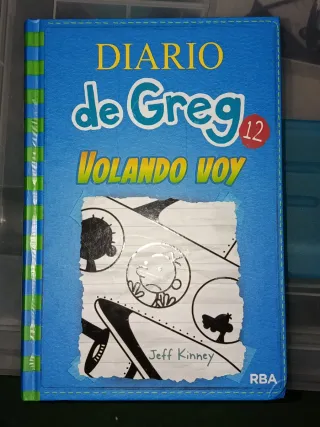 DIARIO
de Greg 12
VOLANDO VOY
Jeff Kinney
RBA